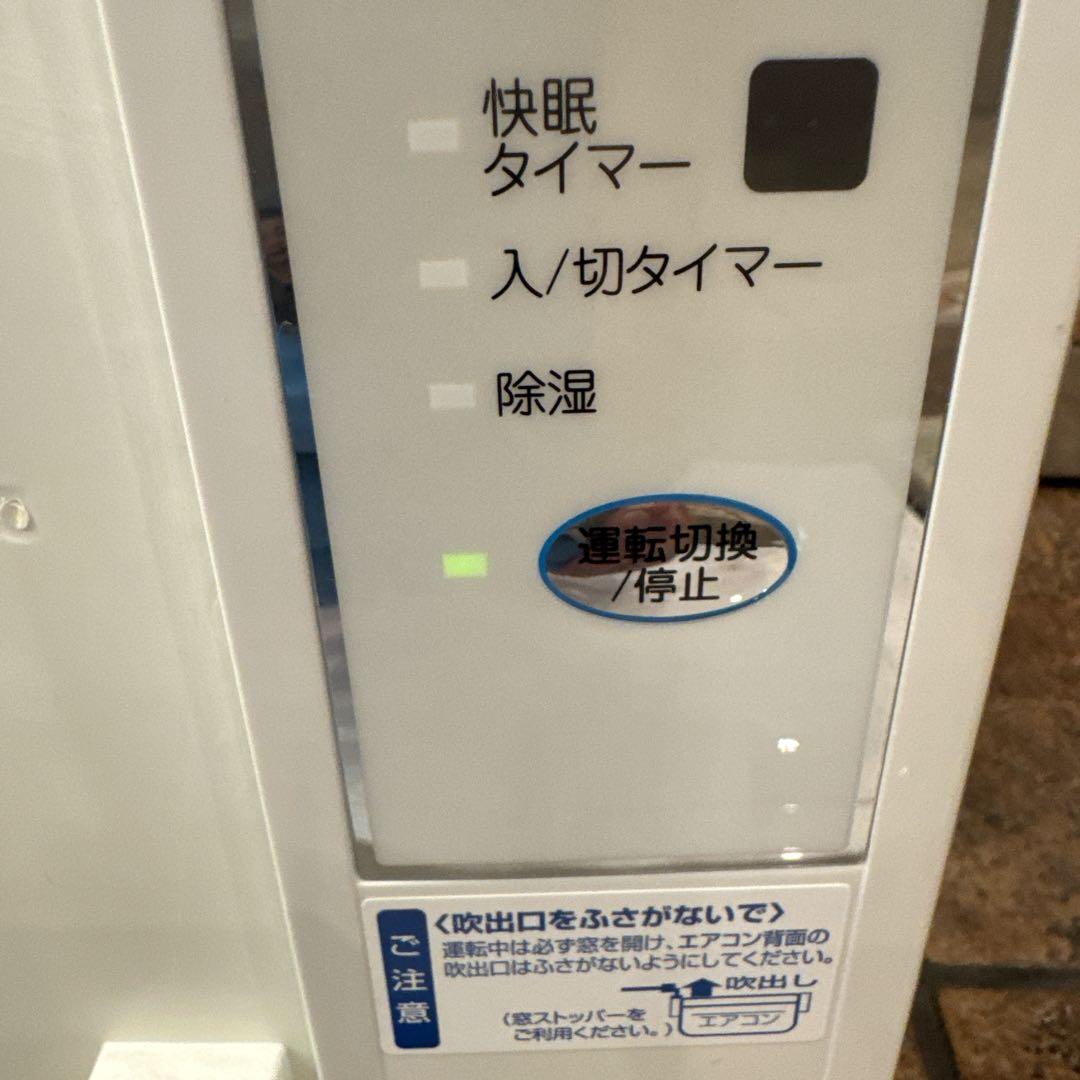 快眠
タイマー
入/切タイマー
除湿
運転切換
/停止
ご注意
〈吹出口をふさがないで〉
運転中は必ず窓を開け、エアコン背面の
吹出口はふさがないようにしてください。
吹出し
エアコン
(窓ストッパーを
ご利用ください。)